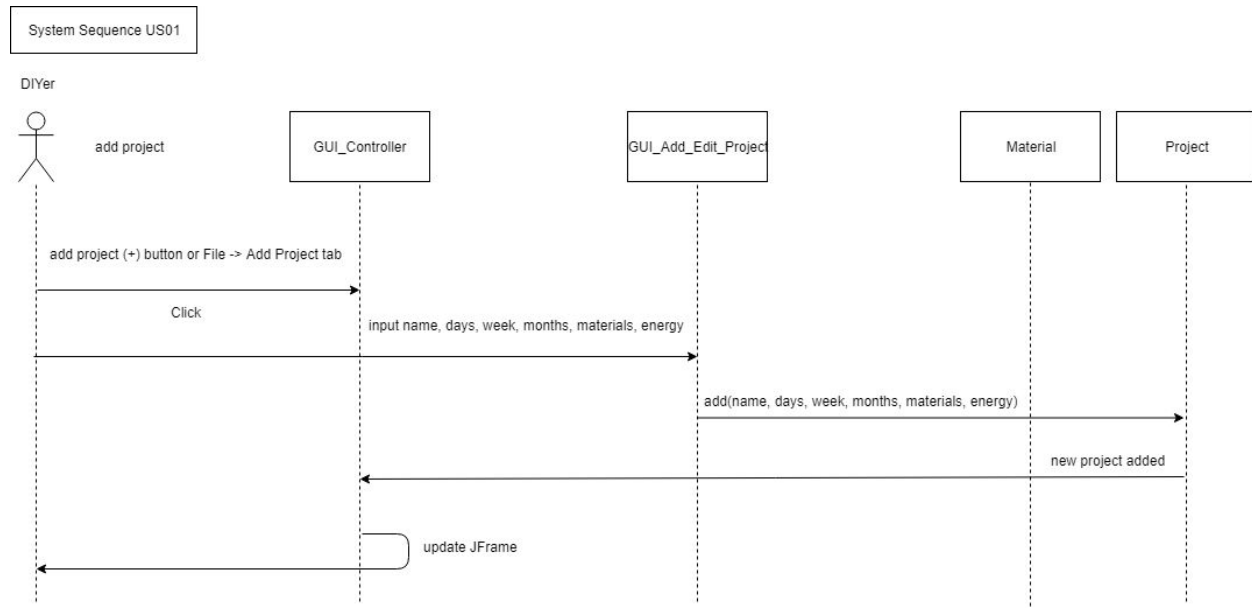 System Sequence US01
DIYer
add project
GUI_Controller
GUI_Add_Edit_Project
Material
Project
add project (+) button or File -> Add Project tab
Click
input name, days, week, months, materials, energy
add(name, days, week, months, materials, energy)
new project added
update JFrame